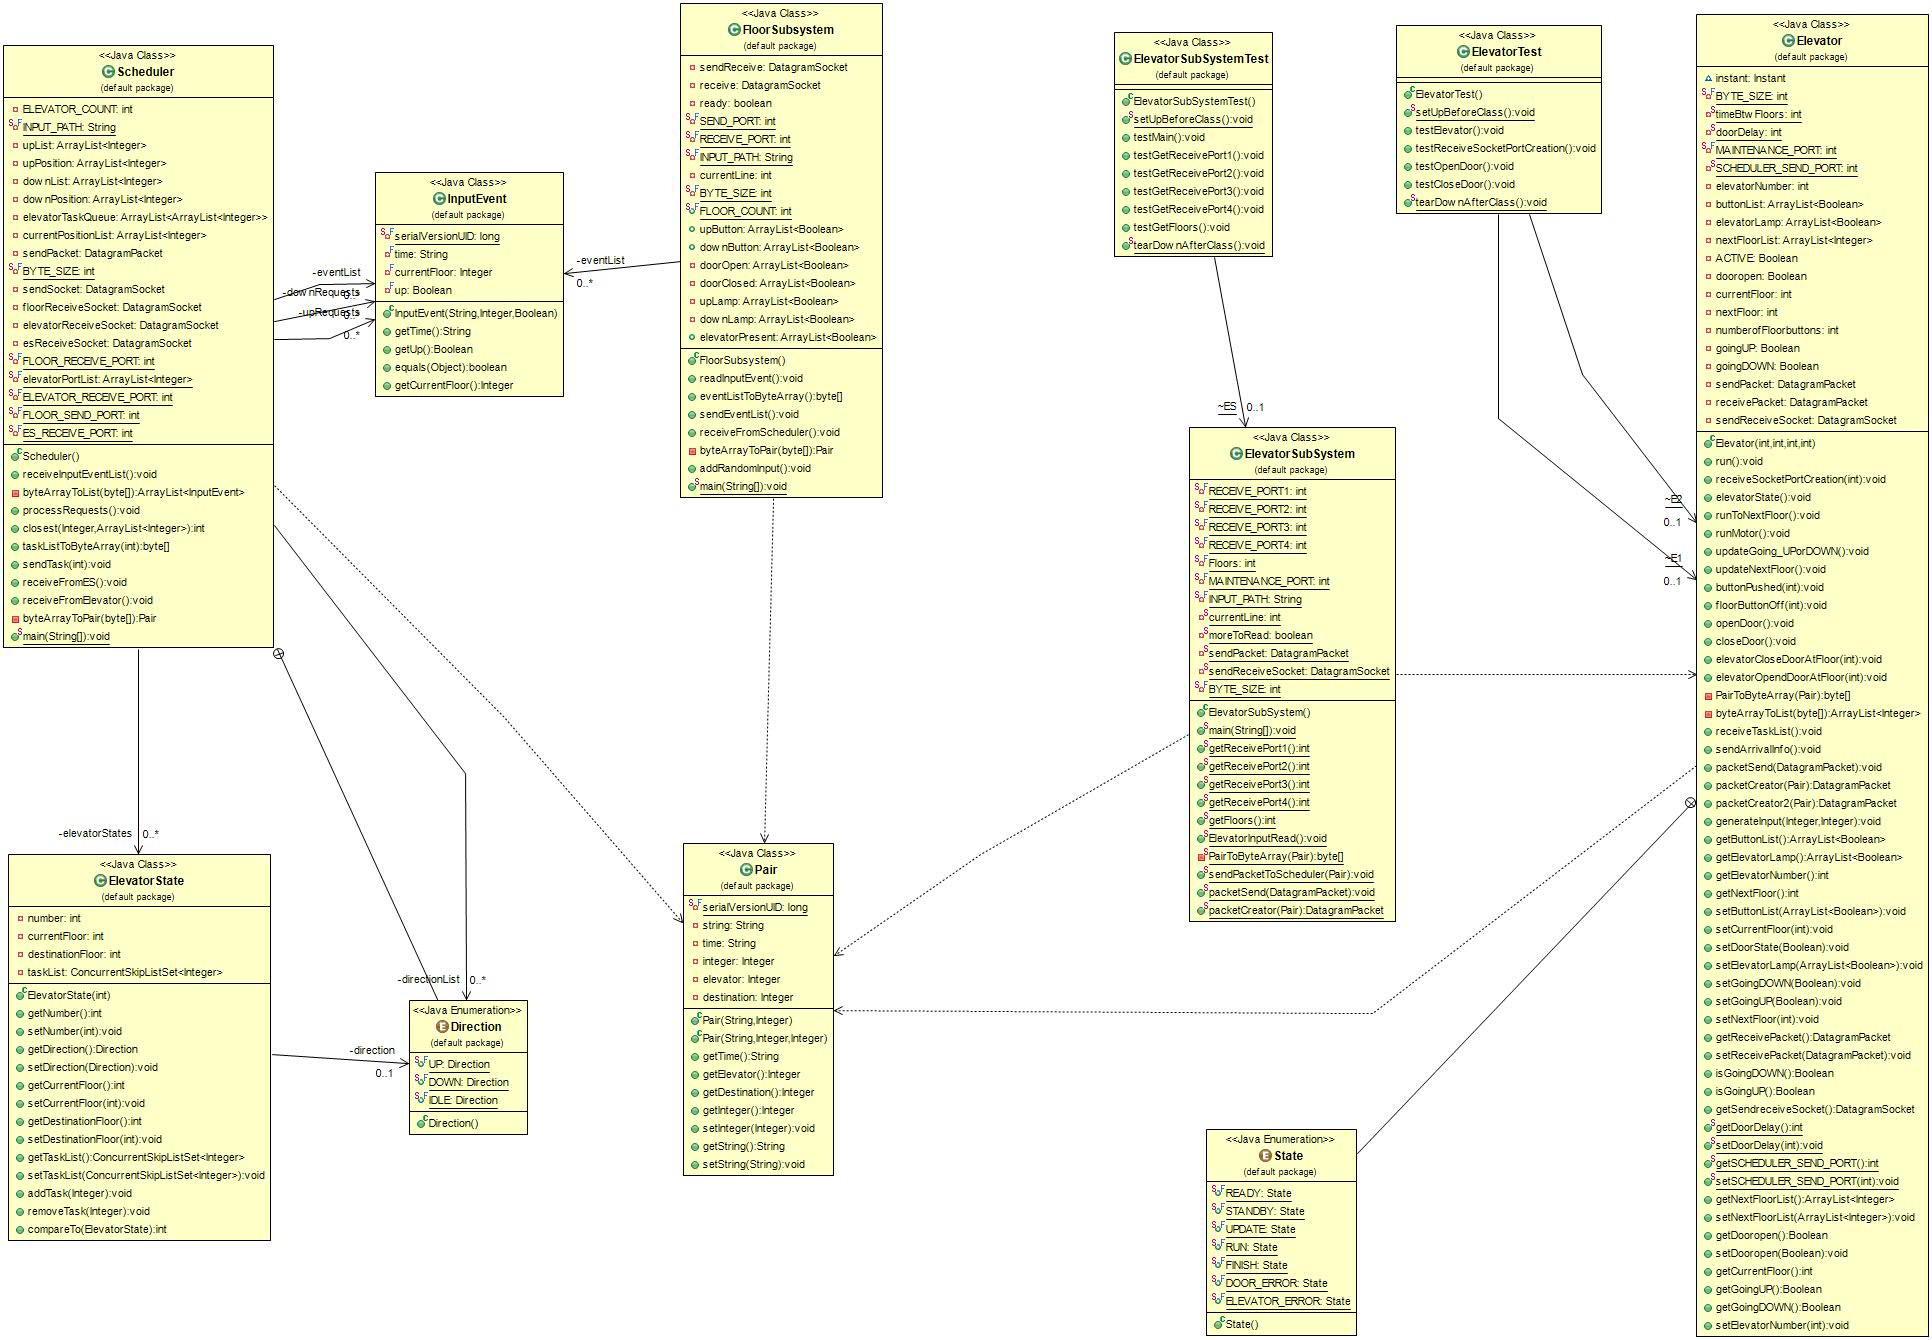 <<Java Class>>
Scheduler
(default package)
ELEVATOR_COUNT: int
INPUT_PATH: String
upList: ArrayList<Integer>
upPosition: ArrayList<Integer>
downList: ArrayList<Integer>
downPosition: ArrayList<Integer>
elevatorTaskQueue: ArrayList<ArrayList<Integer>>
currentPositionList: ArrayList<Integer>
sendPacket: DatagramPacket
BYTE_SIZE: int
sendSocket: DatagramSocket
floorReceiveSocket: DatagramSocket
elevatorReceiveSocket: DatagramSocket
esReceiveSocket: DatagramSocket
FLOOR_RECEIVE_PORT: int
elevatorPortList: ArrayList<Integer>
ELEVATOR_RECEIVE_PORT: int
FLOOR_SEND_PORT: int
ES_RECEIVE_PORT: int
Scheduler()
receiveInputEventList():void
byteArrayToList(byte[]):ArrayList<InputEvent>
processRequests():void
closest(Integer,ArrayList<Integer>):int
taskListToByteArray(int):byte[]
sendTask(int):void
receiveFromES():void
receiveFromElevator():void
byteArrayToPair(byte[]):Pair
main(String[]):void
-eventList
0..*
-downRequests
0..*
-upRequests
0..*
<<Java Class>>
InputEvent
(default package)
serialVersionUID: long
time: String
currentFloor: Integer
up: Boolean
InputEvent(String,Integer,Boolean)
getTime():String
getUp():Boolean
equals(Object):boolean
getCurrentFloor():Integer
-eventList
0..*
<<Java Class>>
FloorSubsystem
(default package)
sendReceive: DatagramSocket
receive: DatagramSocket
ready: boolean
SEND_PORT: int
RECEIVE_PORT: int
INPUT_PATH: String
currentLine: int
BYTE_SIZE: int
FLOOR_COUNT: int
upButton: ArrayList<Boolean>
downButton: ArrayList<Boolean>
doorOpen: ArrayList<Boolean>
doorClosed: ArrayList<Boolean>
upLamp: ArrayList<Boolean>
downLamp: ArrayList<Boolean>
elevatorPresent: ArrayList<Boolean>
FloorSubsystem()
readInputEvent():void
eventListToByteArray():byte[]
sendEventList():void
receiveFromScheduler():void
byteArrayToPair(byte[]):Pair
addRandomInput():void
main(String[]):void
<<Java Class>>
ElevatorSubSystemTest
(default package)
ElevatorSubSystemTest()
setUpBeforeClass():void
testMain():void
testGetReceivePort1():void
testGetReceivePort2():void
testGetReceivePort3():void
testGetReceivePort4():void
testGetFloors():void
tearDownAfterClass():void
~ES
0..1
<<Java Class>>
ElevatorTest
(default package)
ElevatorTest()
setUpBeforeClass():void
testElevator():void
testReceiveSocketPortCreation():void
testOpenDoor():void
testCloseDoor():void
tearDownAfterClass():void
~E2
0..1
~E1
0..1
<<Java Class>>
Elevator
(default package)
instant: Instant
BYTE_SIZE: int
timeBtwFloors: int
doorDelay: int
MAINTENANCE_PORT: int
SCHEDULER_SEND_PORT: int
elevatorNumber: int
buttonList: ArrayList<Boolean>
elevatorLamp: ArrayList<Boolean>
nextFloorList: ArrayList<Integer>
ACTIVE: Boolean
dooropen: Boolean
currentFloor: int
nextFloor: int
numberofFloorbuttons: int
goingUP: Boolean
goingDOWN: Boolean
sendPacket: DatagramPacket
receivePacket: DatagramPacket
sendReceiveSocket: DatagramSocket
Elevator(int,int,int,int)
run():void
receiveSocketPortCreation(int):void
elevatorState():void
runToNextFloor():void
runMotor():void
updateGoing_UPorDOWN():void
updateNextFloor():void
buttonPushed(int):void
floorButtonOff(int):void
openDoor():void
closeDoor():void
elevatorCloseDoorAtFloor(int):void
elevatorOpendDoorAtFloor(int):void
PairToByteArray(Pair):byte[]
byteArrayToList(byte[]):ArrayList<Integer>
receiveTaskList():void
sendArrivalInfo():void
packetSend(DatagramPacket):void
packetCreator(Pair):DatagramPacket
packetCreator2(Pair):DatagramPacket
generateInput(Integer,Integer):void
getButtonList():ArrayList<Boolean>
getElevatorLamp():ArrayList<Boolean>
getElevatorNumber():int
getNextFloor():int
setButtonList(ArrayList<Boolean>):void
setCurrentFloor(int):void
setDoorState(Boolean):void
setElevatorLamp(ArrayList<Boolean>):void
setGoingDOWN(Boolean):void
setGoingUP(Boolean):void
setNextFloor(int):void
getReceivePacket():DatagramPacket
setReceivePacket(DatagramPacket):void
isGoingDOWN():Boolean
isGoingUP():Boolean
getSendreceiveSocket():DatagramSocket
getDoorDelay():int
setDoorDelay(int):void
getSCHEDULER_SEND_PORT():int
setSCHEDULER_SEND_PORT(int):void
getNextFloorList():ArrayList<Integer>
setNextFloorList(ArrayList<Integer>):void
getDooropen():Boolean
setDooropen(Boolean):void
getCurrentFloor():int
getGoingUP():Boolean
getGoingDOWN():Boolean
setElevatorNumber(int):void
<<Java Class>>
ElevatorSubSystem
(default package)
RECEIVE_PORT1: int
RECEIVE_PORT2: int
RECEIVE_PORT3: int
RECEIVE_PORT4: int
Floors: int
MAINTENANCE_PORT: int
INPUT_PATH: String
currentLine: int
moreToRead: boolean
sendPacket: DatagramPacket
sendReceiveSocket: DatagramSocket
BYTE_SIZE: int
ElevatorSubSystem()
main(String[]):void
getReceivePort1():int
getReceivePort2():int
getReceivePort3():int
getReceivePort4():int
getFloors():int
ElevatorInputRead():void
PairToByteArray(Pair):byte[]
sendPacketToScheduler(Pair):void
packetSend(DatagramPacket):void
packetCreator(Pair):DatagramPacket
-elevatorStates
0..*
<<Java Class>>
ElevatorState
(default package)
number: int
currentFloor: int
destinationFloor: int
taskList: ConcurrentSkipListSet<Integer>
ElevatorState(int)
getNumber():int
setNumber(int):void
getDirection():Direction
setDirection(Direction):void
getCurrentFloor():int
setCurrentFloor(int):void
getDestinationFloor():int
setDestinationFloor(int):void
getTaskList():ConcurrentSkipListSet<Integer>
setTaskList(ConcurrentSkipListSet<Integer>):void
addTask(Integer):void
removeTask(Integer):void
compareTo(ElevatorState):int
-directionList
0..*
-direction
0..1
<<Java Enumeration>>
Direction
(default package)
UP: Direction
DOWN: Direction
IDLE: Direction
Direction()
<<Java Class>>
Pair
(default package)
serialVersionUID: long
string: String
time: String
integer: Integer
elevator: Integer
destination: Integer
Pair(String,Integer)
Pair(String,Integer,Integer)
getTime():String
getElevator():Integer
getDestination():Integer
getInteger():Integer
setInteger(Integer):void
getString():String
setString(String):void
<<Java Enumeration>>
State
(default package)
READY: State
STANDBY: State
UPDATE: State
RUN: State
FINISH: State
DOOR_ERROR: State
ELEVATOR_ERROR: State
State()